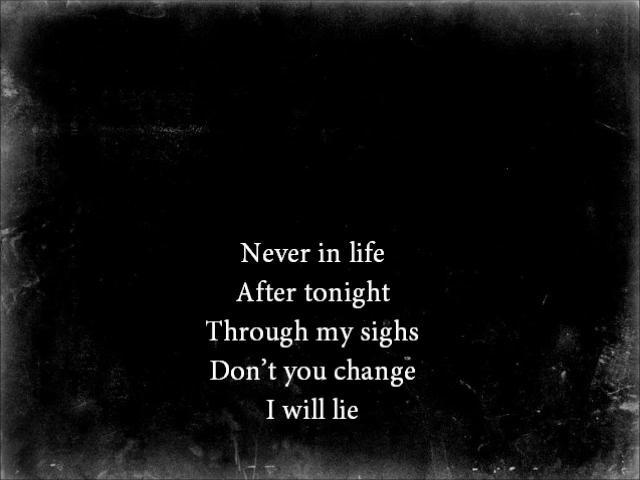 Never in life
After tonight
Through my sighs
Don’t you change
I will lie